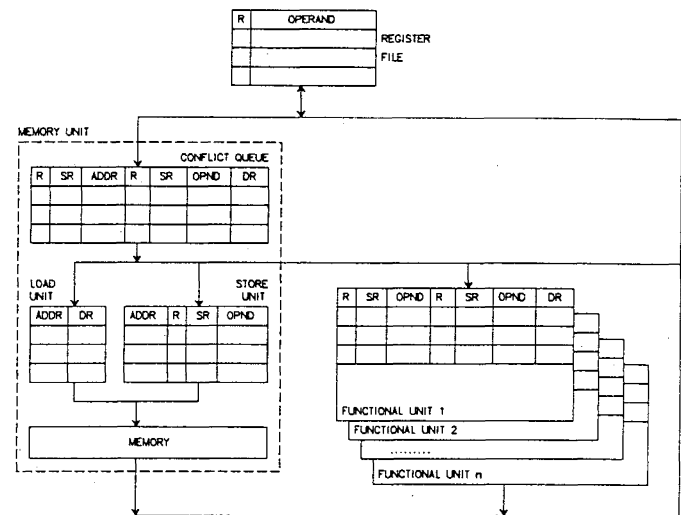 R OPERAND
REGISTER
FILE
MEMORY UNIT
CONFLICT QUEUE
R SR ADDR R SR OPND DR
LOAD
UNIT
STORE
UNIT
ADDR DR
ADDR R SR OPND
R SR OPND R SR OPND DR
MEMORY
FUNCTIONAL UNIT 1
FUNCTIONAL UNIT 2
.........
FUNCTIONAL UNIT n